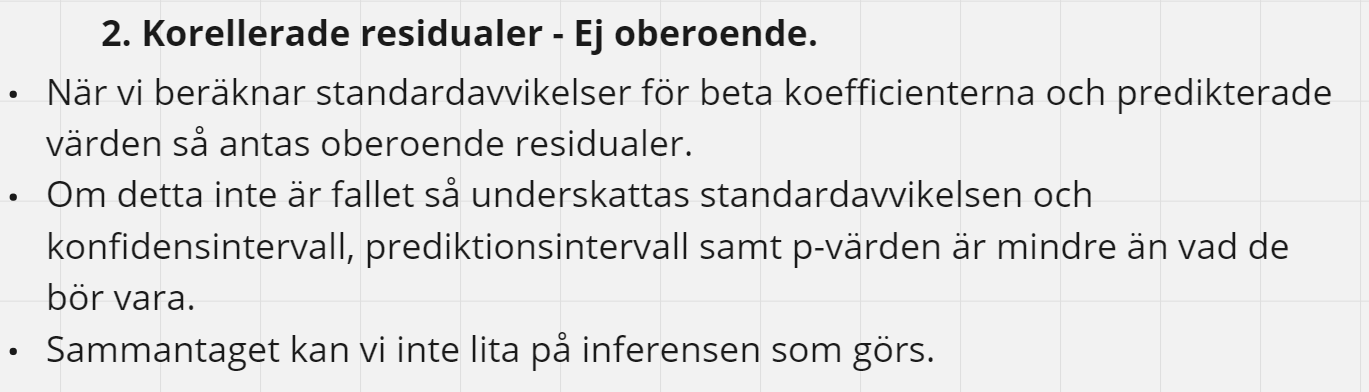 2. Korellerade residualer - Ej oberoende.
• När vi beräknar standardavvikelser för beta koefficienterna och predikterade
värden så antas oberoende residualer.
• Om detta inte är fallet så underskattas standardavvikelsen och
konfidensintervall, prediktionsintervall samt p-värden är mindre än vad de
bör vara.
• Sammantaget kan vi inte lita på inferensen som görs.